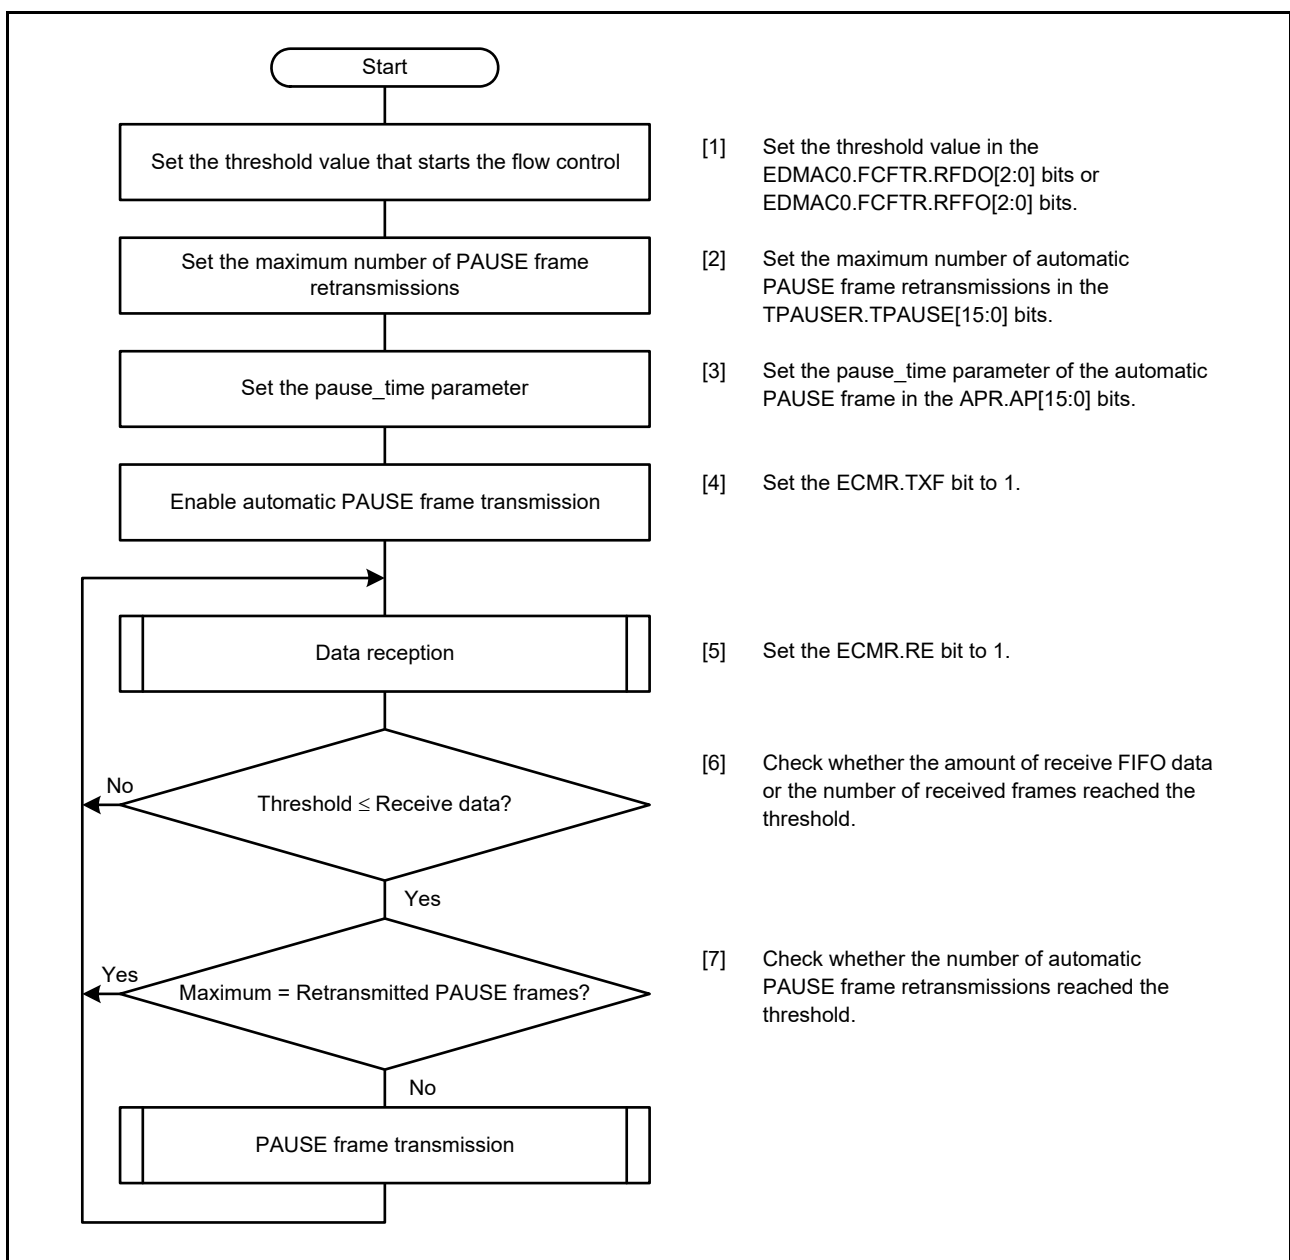 Start
Set the threshold value that starts the flow control
[1] Set the threshold value in the
EDMAC0.FCFTR.RFDO[2:0] bits or
EDMAC0.FCFTR.RFFO[2:0] bits.
Set the maximum number of PAUSE frame
retransmissions
[2] Set the maximum number of automatic
PAUSE frame retransmissions in the
TPAUSER.TPAUSE[15:0] bits.
Set the pause_time parameter
[3] Set the pause_time parameter of the automatic
PAUSE frame in the APR.AP[15:0] bits.
Enable automatic PAUSE frame transmission
[4] Set the ECMR.TXF bit to 1.
Data reception
[5] Set the ECMR.RE bit to 1.
No
Threshold ≤ Receive data?
[6] Check whether the amount of receive FIFO data
or the number of received frames reached the
threshold.
Yes
Yes
Maximum = Retransmitted PAUSE frames?
[7] Check whether the number of automatic
PAUSE frame retransmissions reached the
threshold.
No
PAUSE frame transmission